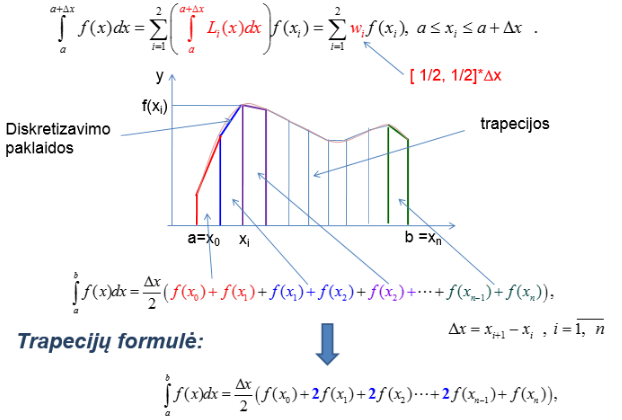 ∫_a^{a+Δx} f(x)dx = ∑_{i=1}^{2} ( ∫_a^{a+Δx} L_i(x)dx ) f(x_i) = ∑_{i=1}^{2} w_i f(x_i), a ≤ x_i ≤ a + Δx .
[ 1/2, 1/2]*Δx
y
f(x_i)
Diskretizavimo
paklaidos
trapecijos
a=x_0 x_i b =x_n
∫_a^b f(x)dx = Δx/2 ( f(x_0) + f(x_1) + f(x_1) + f(x_2) + f(x_2) + ⋯ + f(x_{n-1}) + f(x_n) ),
Δx = x_{i+1} − x_i , i = \overline{1, n}
Trapecijų formulė:
∫_a^b f(x)dx = Δx/2 ( f(x_0) + 2f(x_1) + 2f(x_2) ⋯ + 2f(x_{n-1}) + f(x_n) ),